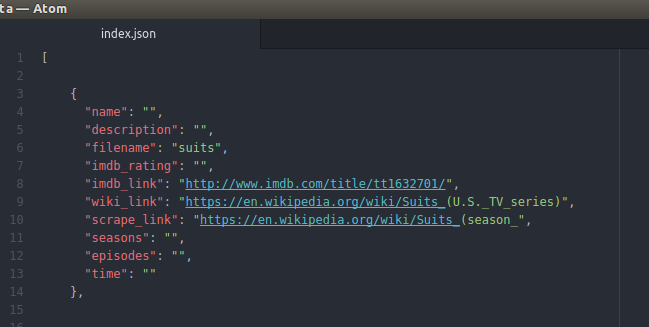 ta — Atom
index.json
1 [
2
3 {
4 "name": "",
5 "description": "",
6 "filename": "suits",
7 "imdb_rating": "",
8 "imdb_link": "http://www.imdb.com/title/tt1632701/",
9 "wiki_link": "https://en.wikipedia.org/wiki/Suits_(U.S._TV_series)",
10 "scrape_link": "https://en.wikipedia.org/wiki/Suits_(season_",
11 "seasons": "",
12 "episodes": "",
13 "time": ""
14 },
15